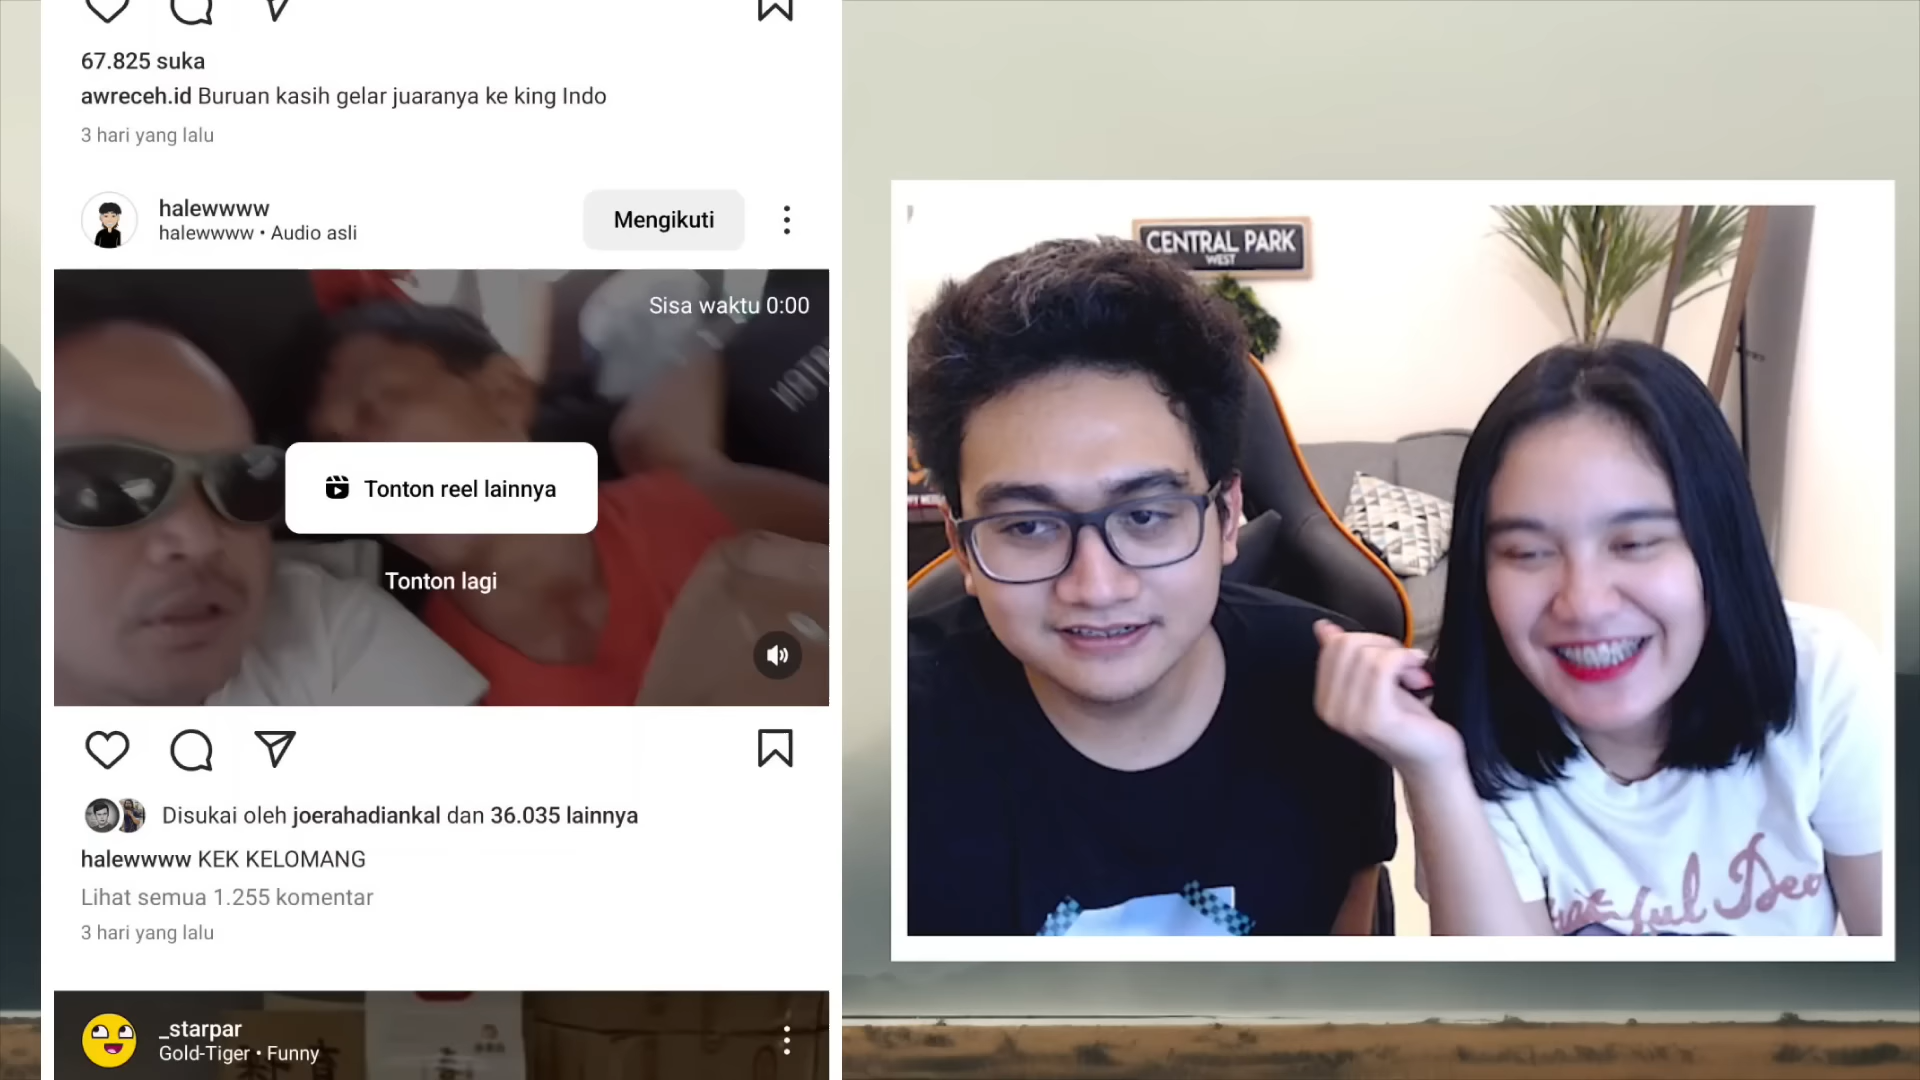 67.825 suka
awreceh.id Buruan kasih gelar juaranya ke king Indo
3 hari yang lalu
halewwww
halewwww • Audio asli
Mengikuti
Sisa waktu 0:00
Tonton reel lainnya
Tonton lagi
Disukai oleh joerahadiankal dan 36.035 lainnya
halewwww KEK KELOMANG
Lihat semua 1.255 komentar
3 hari yang lalu
_starpar
Gold-Tiger • Funny
CENTRAL PARK
WEST